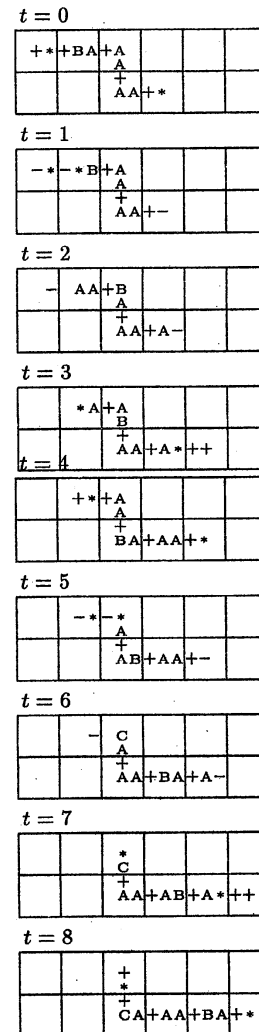 t = 0
+*+BA+A
A
+
AA+*
t = 1
-*-*B+A
A
+
AA+-
t = 2
- AA+B
A
+
AA+A-
t = 3
*A+A
B
+
AA+A*++
t = 4
+*+A
A
+
BA+AA+*
t = 5
-*-*
A
+
AB+AA+-
t = 6
- C
A
+
AA+BA+A-
t = 7
*
C
+
AA+AB+A*++
t = 8
+
*
+
CA+AA+BA+*